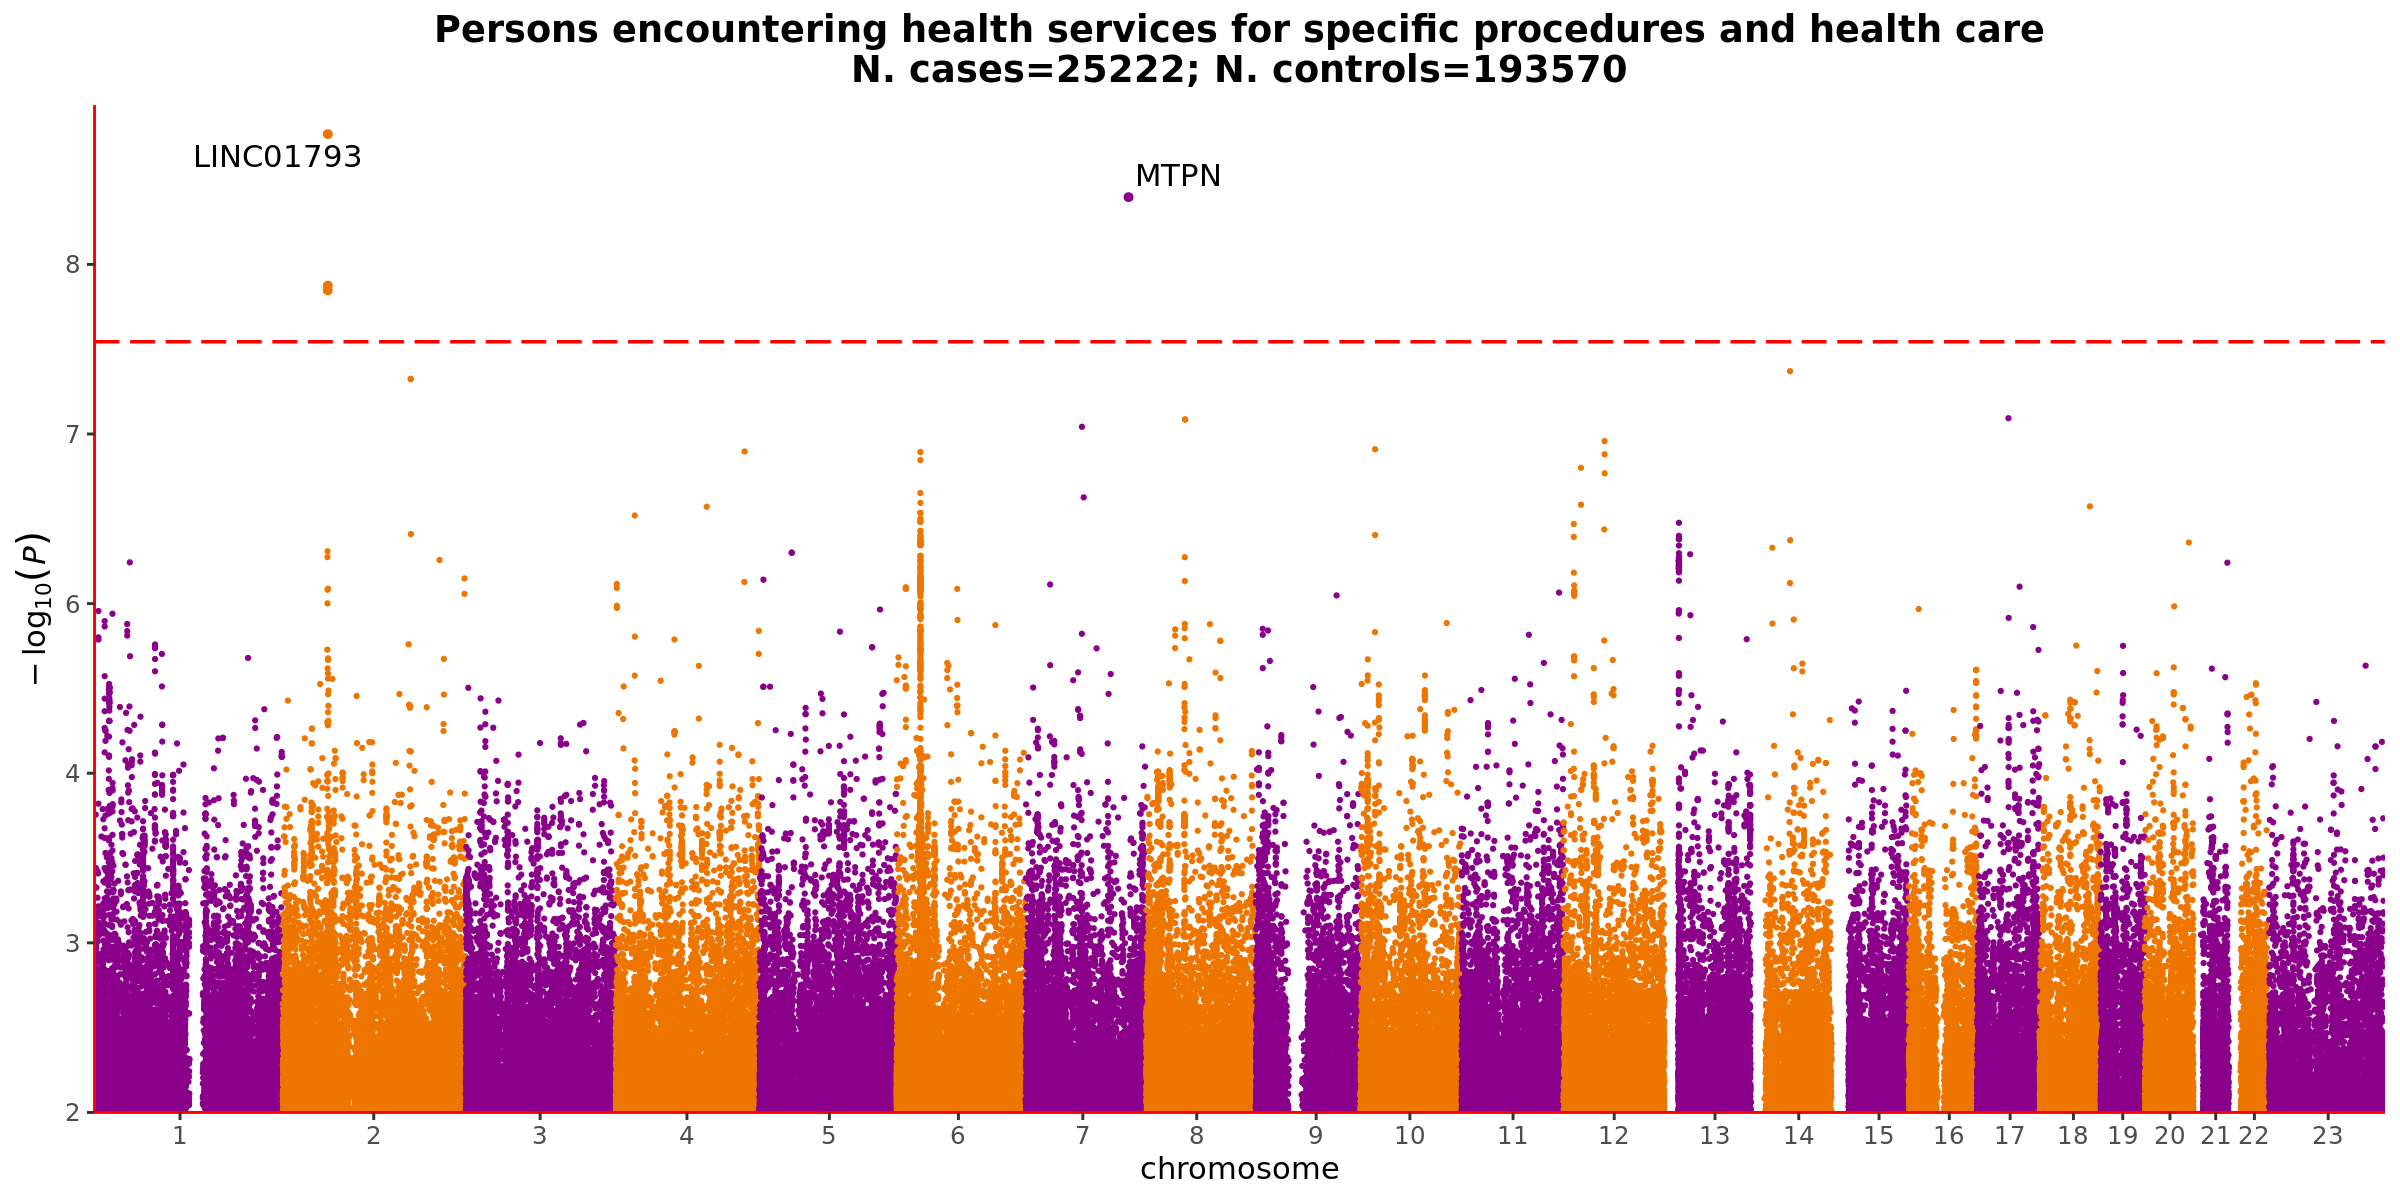 Persons encountering health services for specific procedures and health care
N. cases=25222; N. controls=193570
LINC01793
MTPN
8
7
6
4
3
2
−log₁₀(P)
1 2 3 4 5 6 7 8 9 10 11 12 13 14 15 16 17 18 19 20 21 22 23
chromosome